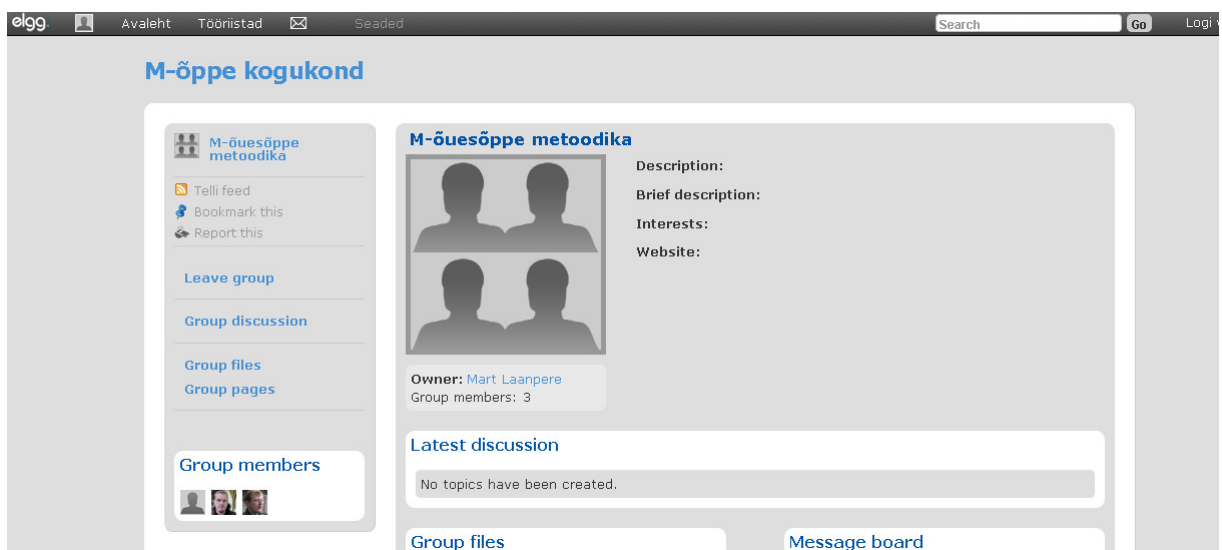 elgg. Avaleht Tööriistad Seaded Search Go Logi
M-õppe kogukond
M-õuesõppe
metoodika
Telli feed
Bookmark this
Report this
Leave group
Group discussion
Group files
Group pages
Group members
M-õuesõppe metoodika
Description:
Brief description:
Interests:
Website:
Owner: Mart Laanpere
Group members: 3
Latest discussion
No topics have been created.
Group files
Message board